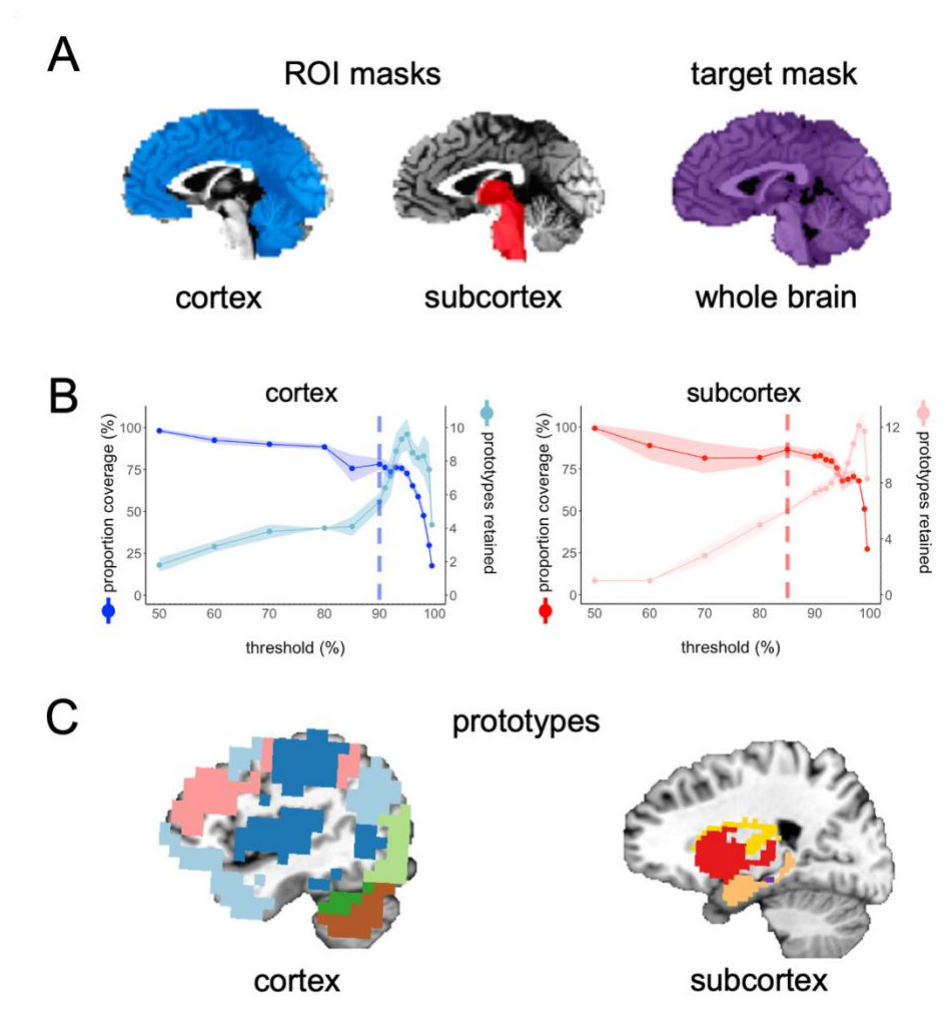 A
ROI masks
target mask
cortex
subcortex
whole brain
B
cortex
proportion coverage (%)
100
75
50
25
0
50 60 70 80 90 100
threshold (%)
10
8
6
4
2
0
prototypes retained
subcortex
proportion coverage (%)
100
75
50
25
0
50 60 70 80 90 100
threshold (%)
12
8
4
0
prototypes retained
C
prototypes
cortex
subcortex